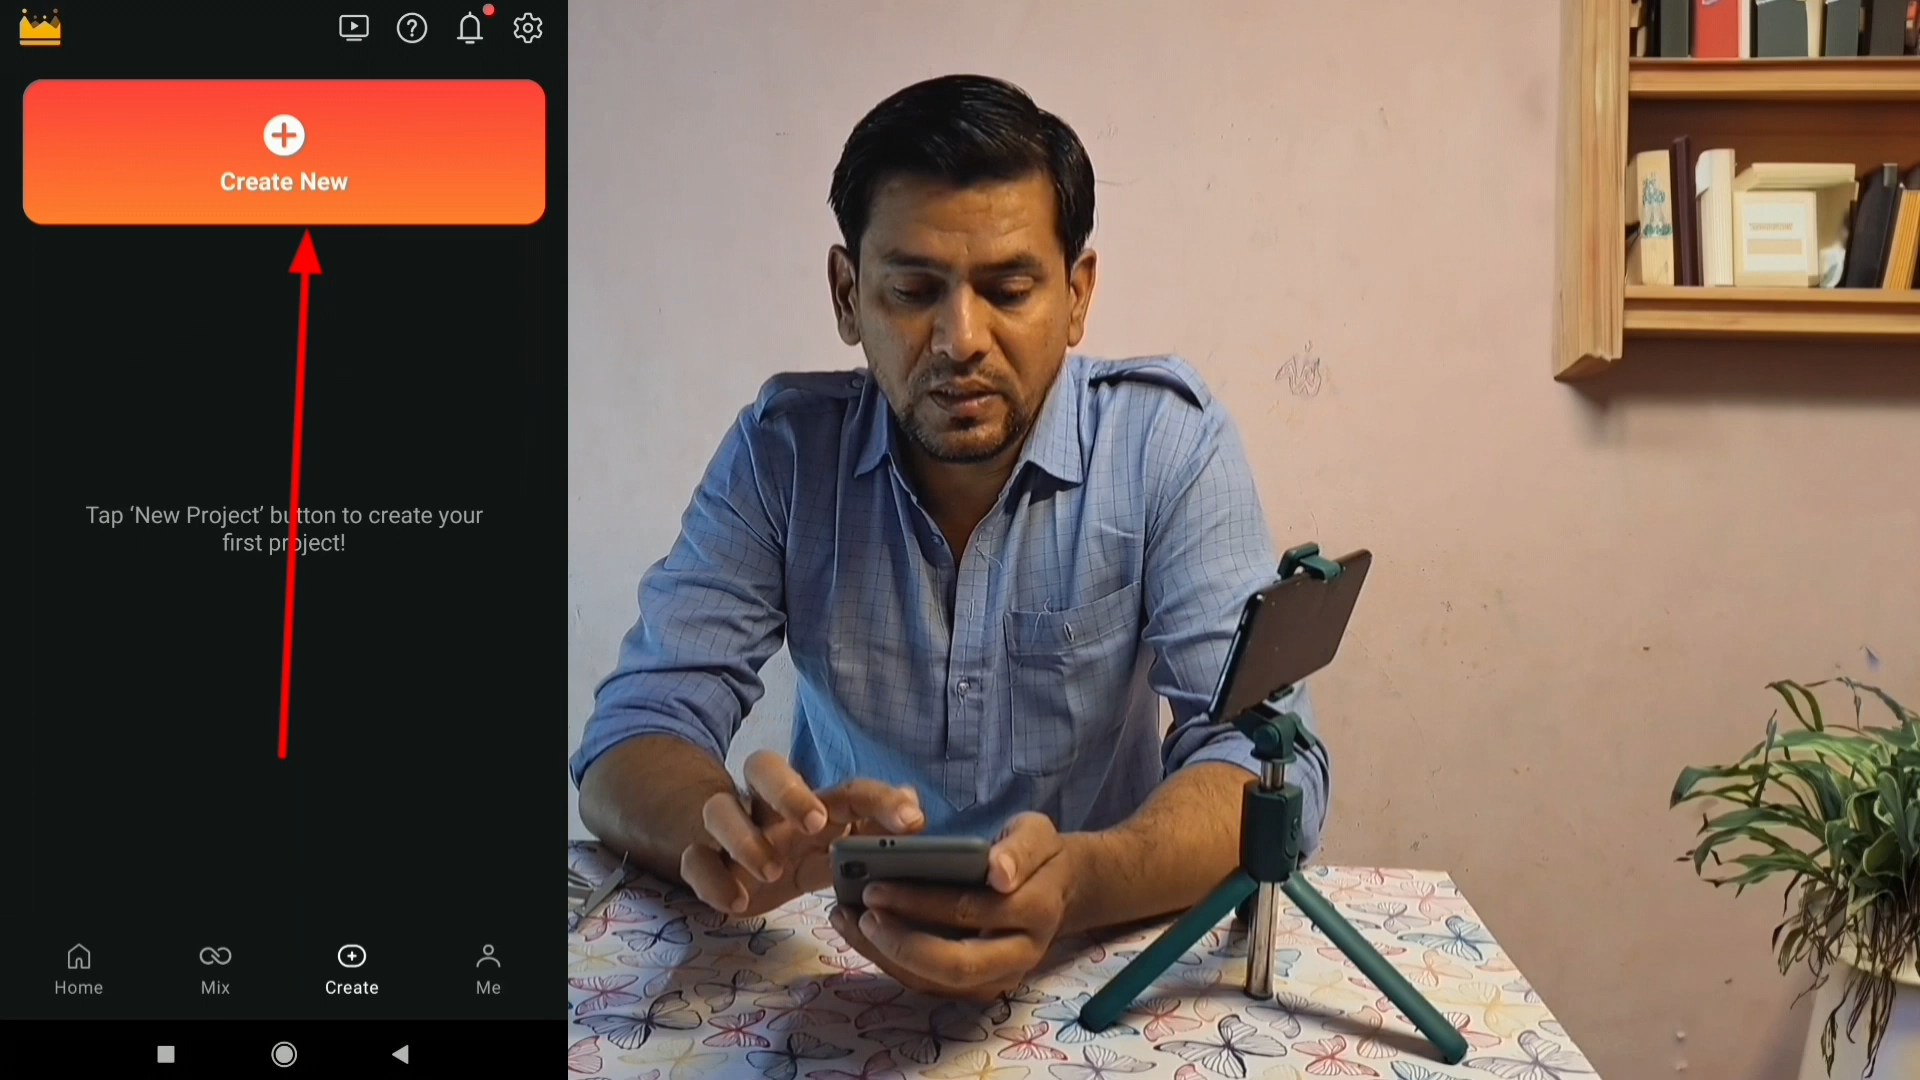 Create New
Tap ‘New Project’ button to create your
first project!
Home
Mix
Create
Me